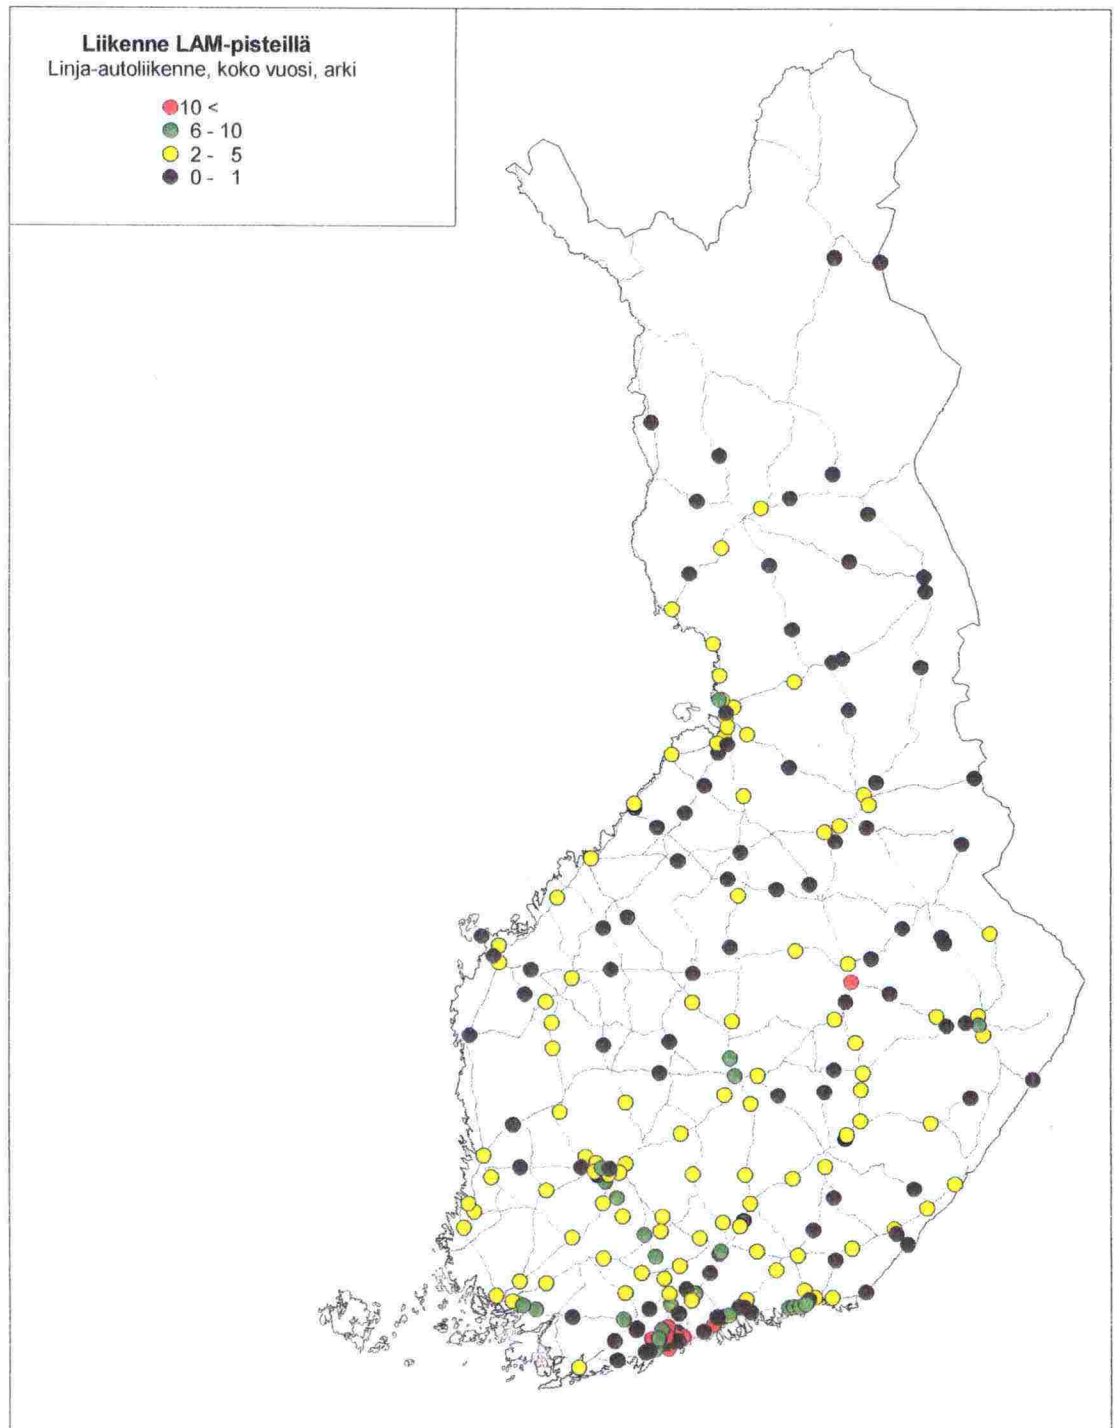 Liikenne LAM-pisteillä
Linja-autoliikenne, koko vuosi, arki
10 <
6 - 10
2 - 5
0 - 1